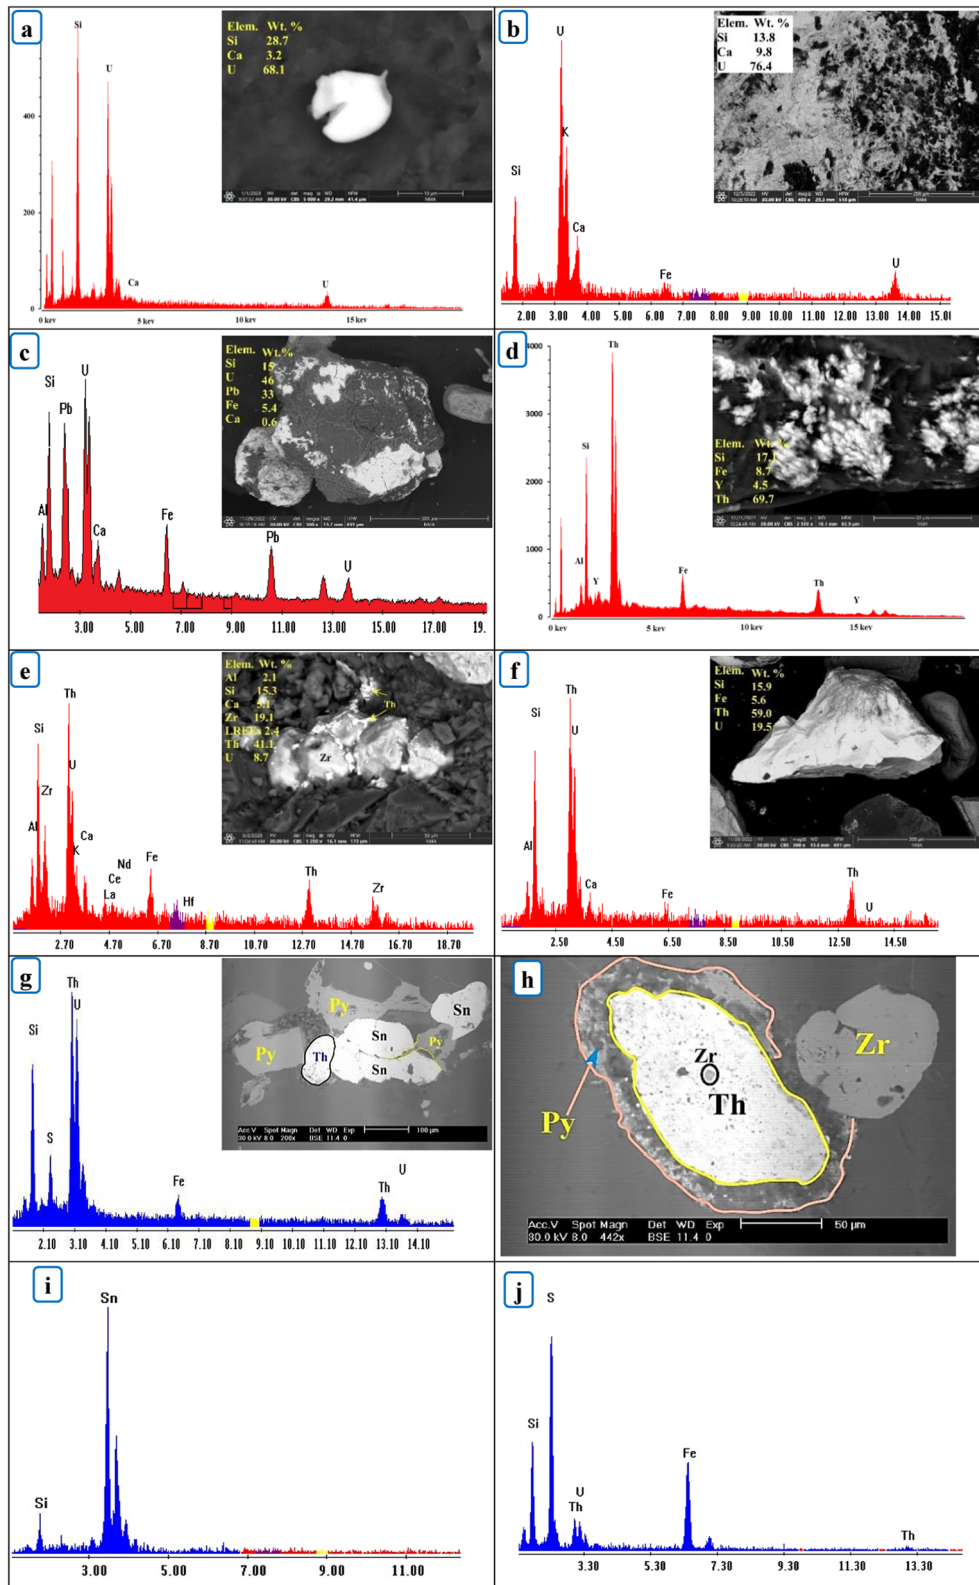 a
Si
U
400
200
0
Ca
U
0 kev
5 kev
10 kev
15 kev
Elem. Wt. %
Si 28.7
Ca 3.2
U 68.1
b
U
K
Si
Ca
Fe
U
2.00 3.00 4.00 5.00 6.00 7.00 8.00 9.00 10.00 11.00 12.00 13.00 14.00
Elem. Wt. %
Si 13.8
Ca 9.8
U 76.4
c
Si
Pb
U
Al
Ca
Fe
Pb
U
3.00 5.00 7.00 9.00 11.00 13.00 15.00 17.00 19.
Elem. Wt.%
Si 15
U 46
Pb 33
Fe 5.4
Ca 0.6
d
Th
4000
3000
2000
1000
0
Si
Al
Y
Fe
Th
Y
0 kev
5 kev
10 kev
15 kev
Elem. Wt. %
Si 17.1
Fe 8.7
Y 4.5
Th 69.7
e
Th
Si
U
Zr
Al
K
Ca
La
Ce
Nd
Fe
Hf
Th
Zr
2.70 4.70 6.70 8.70 10.70 12.70 14.70 16.70 18.70
Elem. Wt. %
Al 2.1
Si 15.3
Ca 5.1
Zr 19.1
LREEs 2.4
Th 41.1
U 8.7
Th
Zr
f
Th
U
Si
Al
Ca
Fe
Th
U
2.50 4.50 6.50 8.50 10.50 12.50 14.50
Elem. Wt. %
Si 15.9
Fe 5.6
Th 59.0
U 19.5
g
Th
U
Si
S
Fe
Th
U
2.10 3.10 4.10 5.10 6.10 7.10 8.10 9.10 10.10 11.10 12.10 13.10 14.10
Py
Sn
Sn
Py
Py
Th
Sn
Acc.V Spot Magn Det WD Exp
30.0 kV 8.0 200x BSE 11.4 0
100 µm
h
Zr
Zr
Th
Py
Acc.V Spot Magn Det WD Exp
30.0 kV 8.0 442x BSE 11.4 0
50 µm
i
Sn
Si
3.00 5.00 7.00 9.00 11.00
j
S
Si
U
Th
Fe
Th
3.30 5.30 7.30 9.30 11.30 13.30